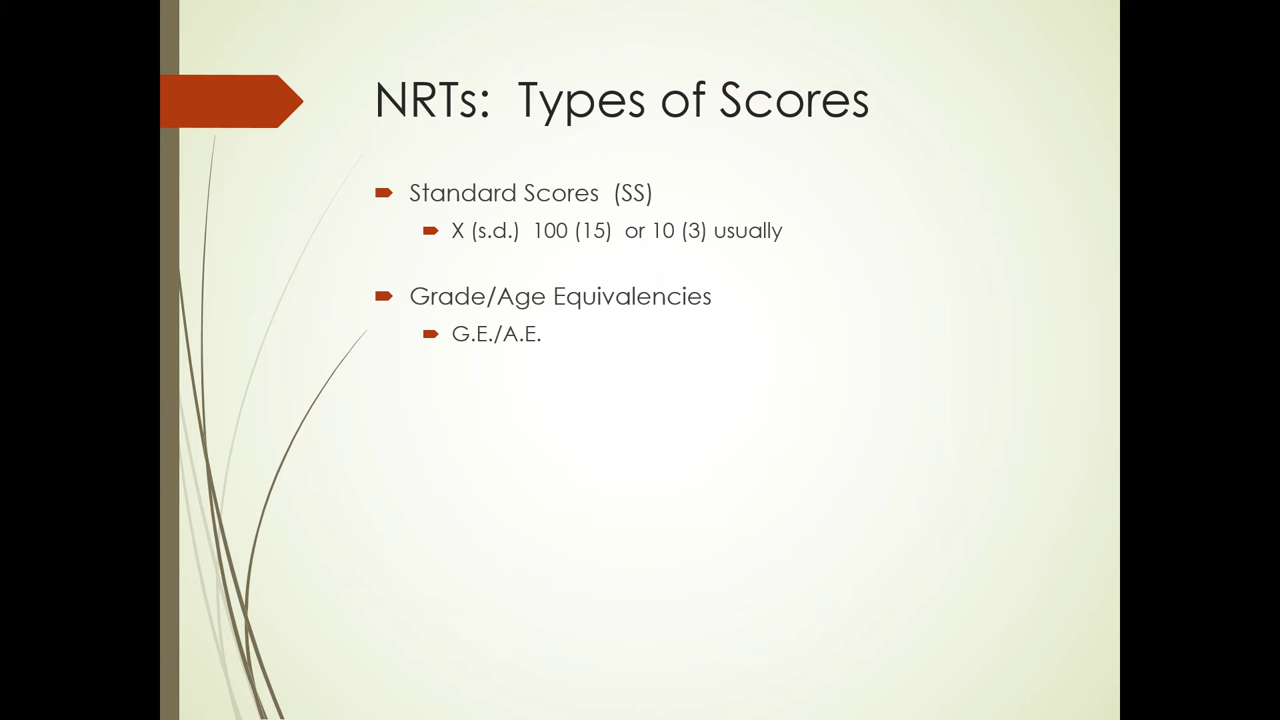 NRTs:  Types of Scores
Standard Scores  (SS)
X (s.d.)  100 (15)  or 10 (3) usually
Grade/Age Equivalencies
G.E./A.E.